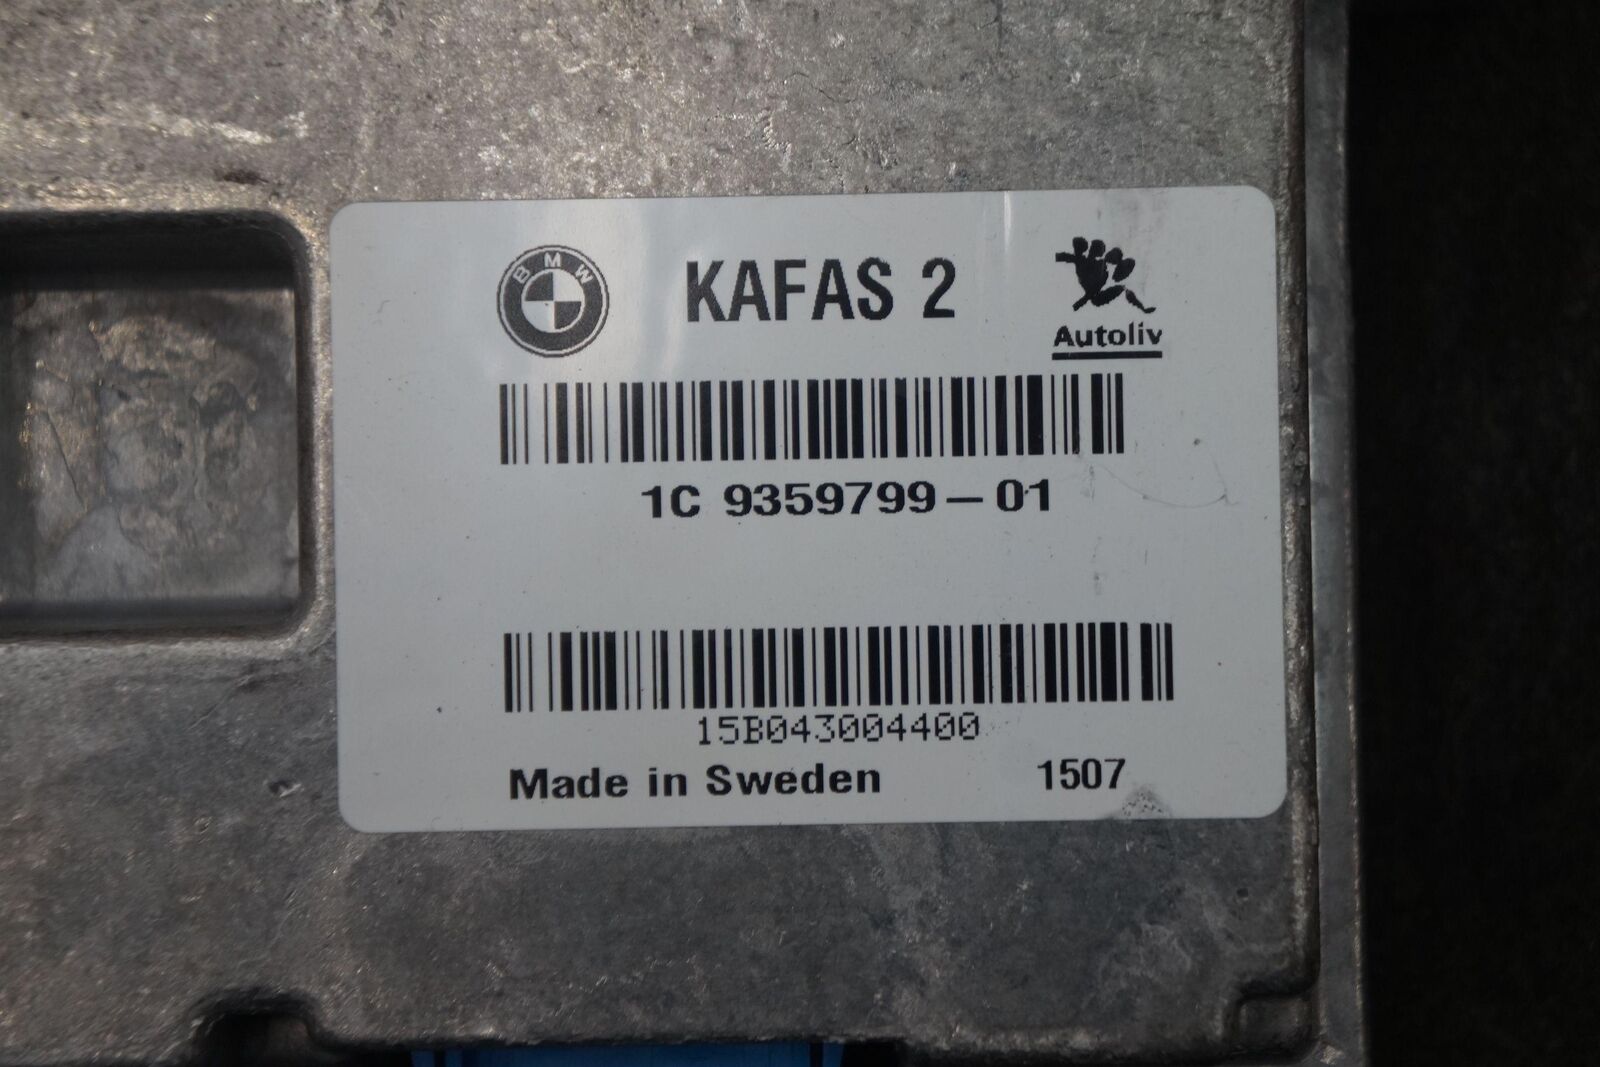 BMW KAFAS 2
Autoliv
1C 9359799-01
15B043004400
Made in Sweden 1507